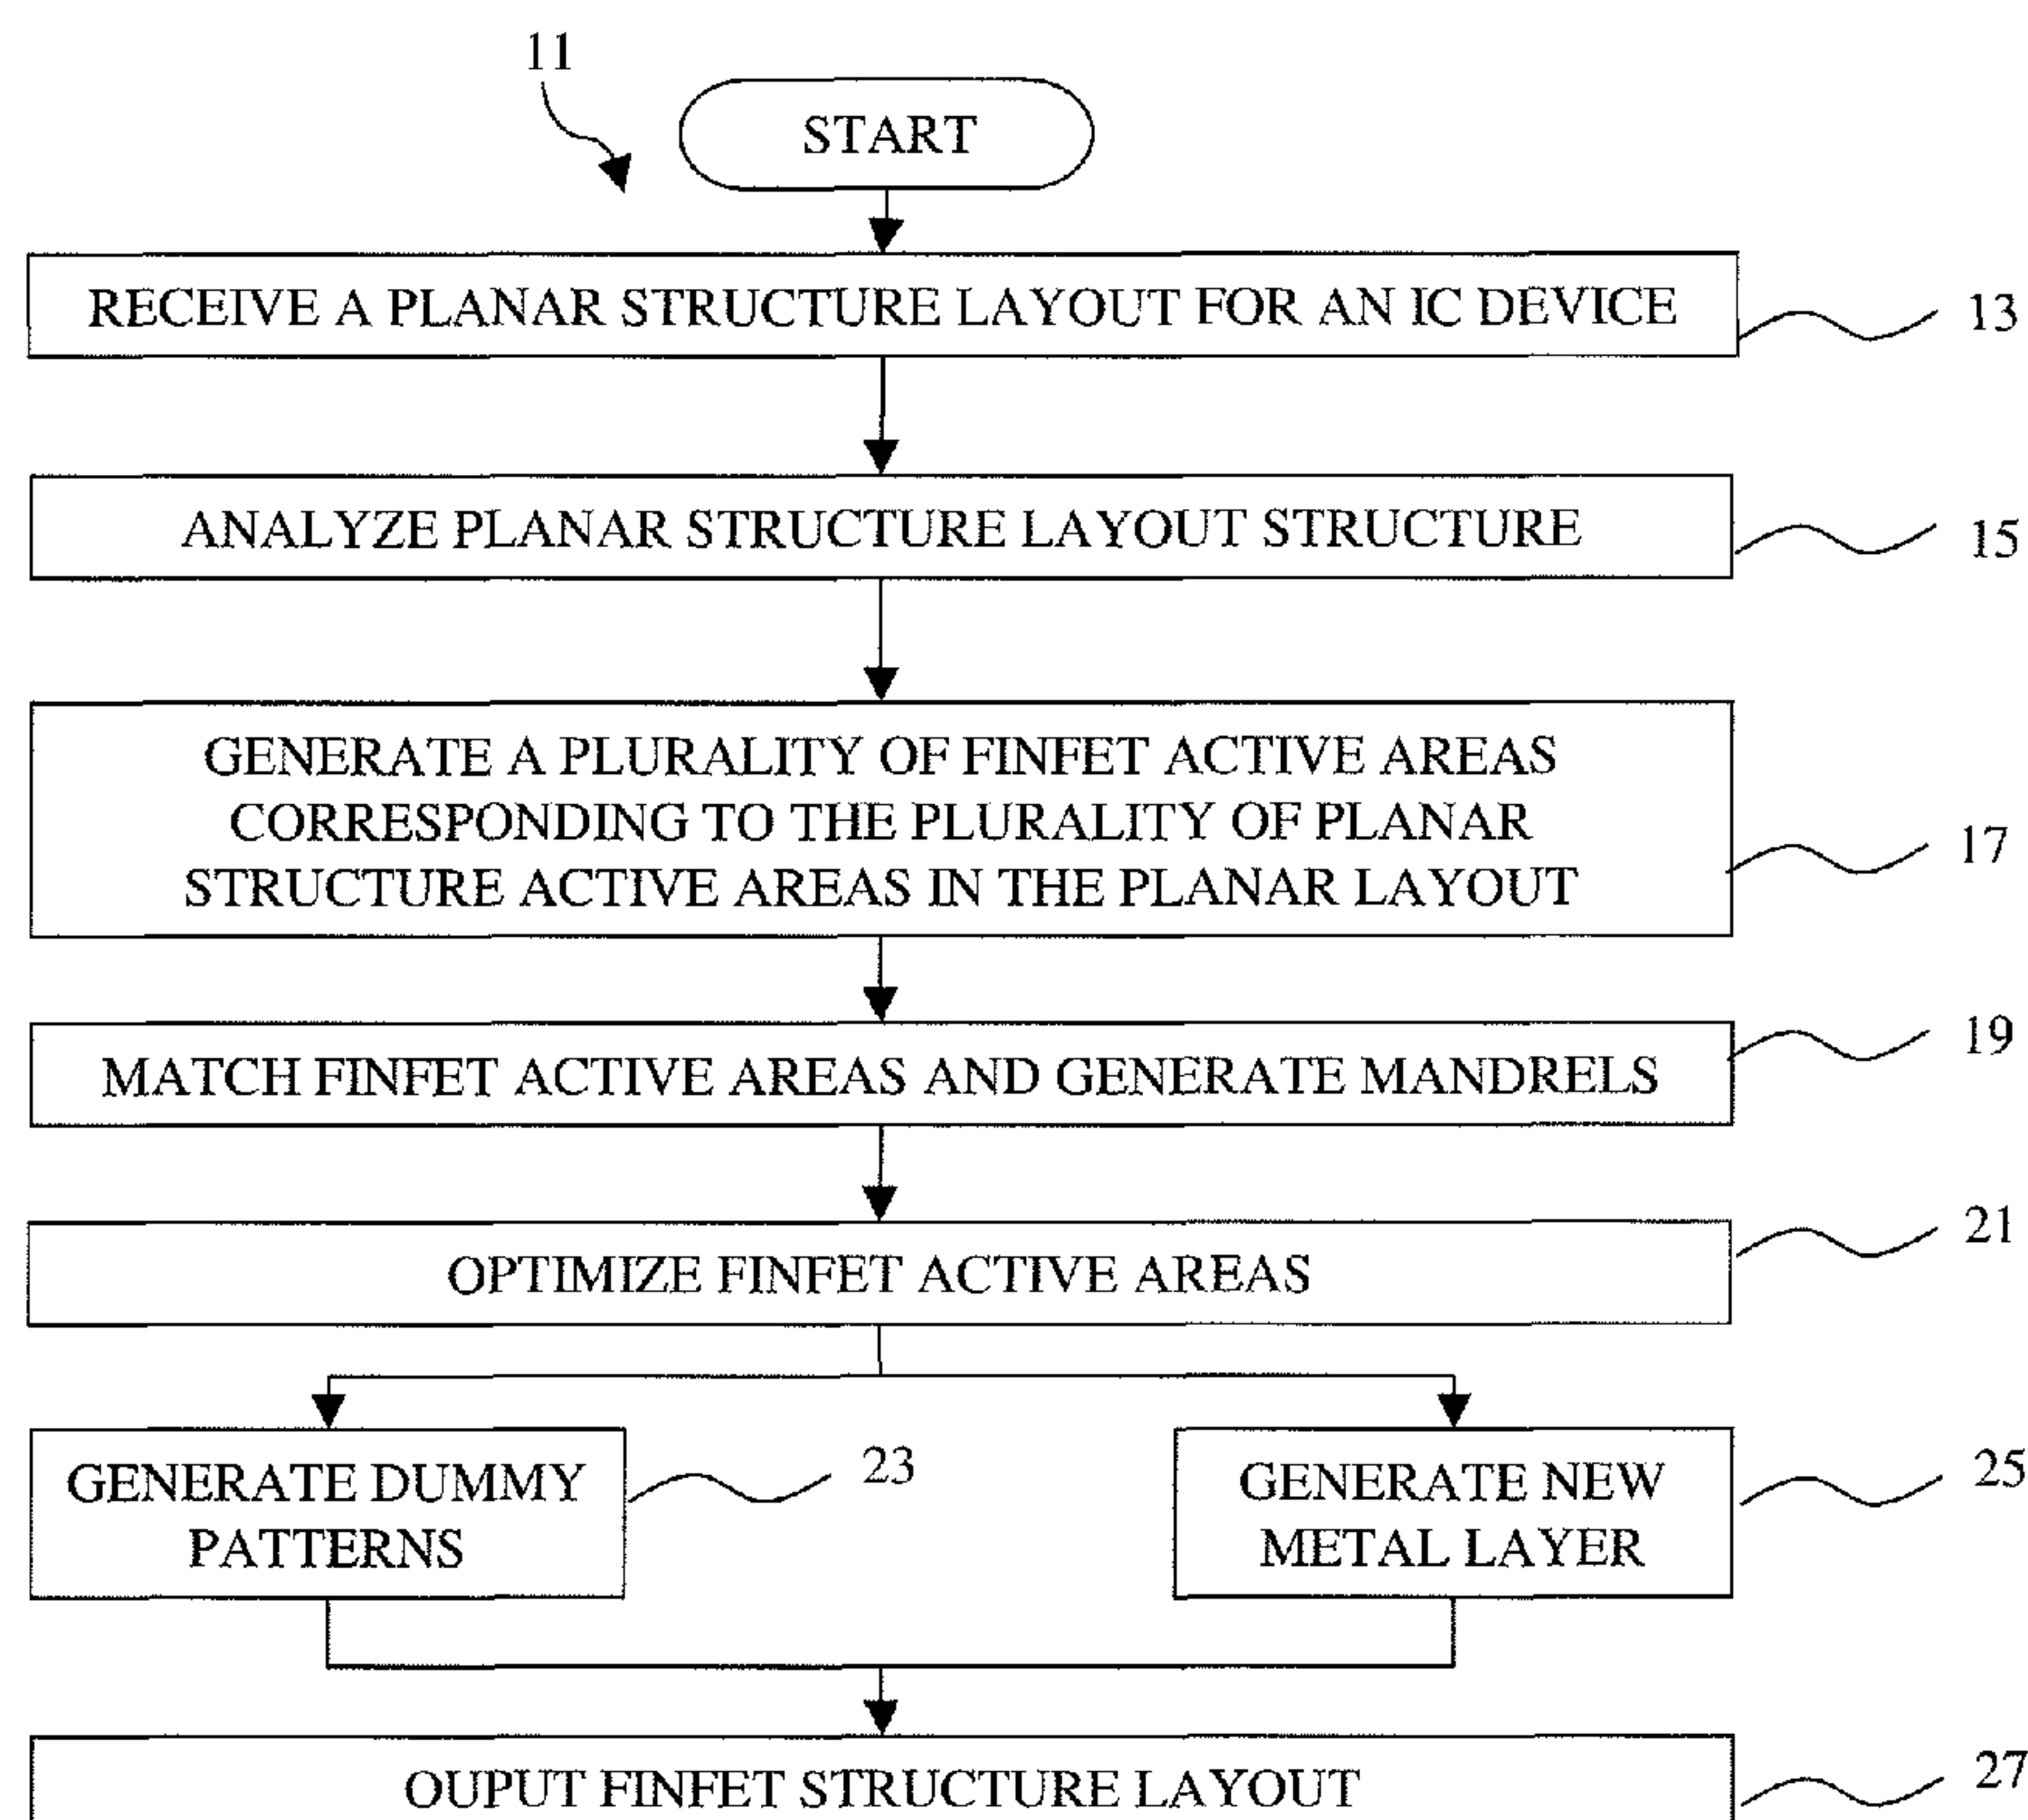 11
START
RECEIVE A PLANAR STRUCTURE LAYOUT FOR AN IC DEVICE
13
ANALYZE PLANAR STRUCTURE LAYOUT STRUCTURE
15
GENERATE A PLURALITY OF FINFET ACTIVE AREAS
CORRESPONDING TO THE PLURALITY OF PLANAR
STRUCTURE ACTIVE AREAS IN THE PLANAR LAYOUT
17
MATCH FINFET ACTIVE AREAS AND GENERATE MANDRELS
19
OPTIMIZE FINFET ACTIVE AREAS
21
GENERATE DUMMY
PATTERNS
23
GENERATE NEW
METAL LAYER
25
OUPUT FINFET STRUCTURE LAYOUT
27